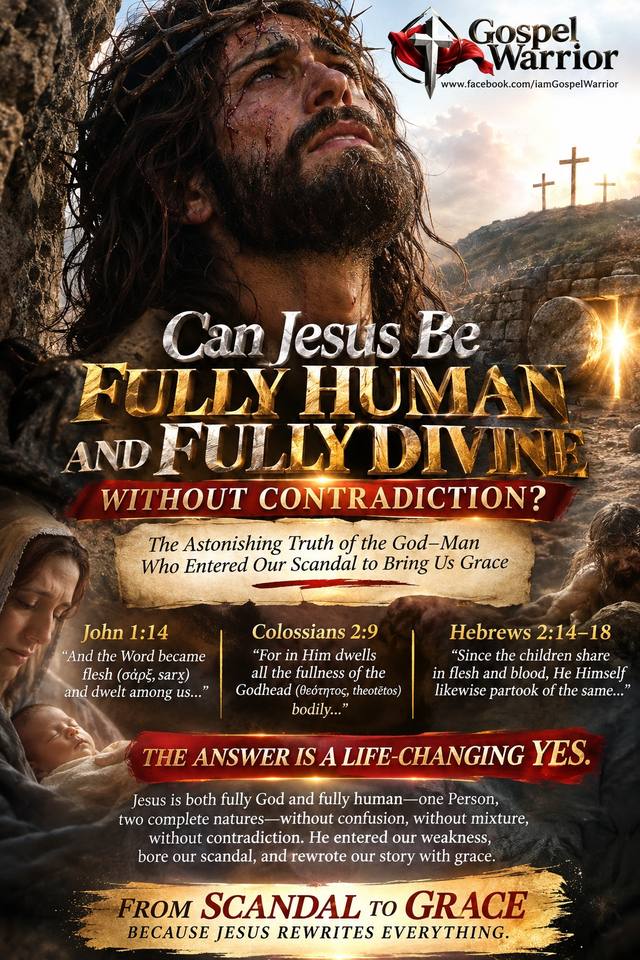 Gospel
Warrior
www.facebook.com/iamGospelWarrior
Can Jesus Be
FULLY HUMAN
AND FULLY DIVINE
WITHOUT CONTRADICTION?
The Astonishing Truth of the God–Man
Who Entered Our Scandal to Bring Us Grace
John 1:14
"And the Word became
flesh (σάρξ, sarx)
and dwelt among us..."
Colossians 2:9
"For in Him dwells
all the fullness of the
Godhead (θεότητος, theotētos)
bodily..."
Hebrews 2:14–18
"Since the children share
in flesh and blood, He Himself
likewise partook of the same..."
THE ANSWER IS A LIFE-CHANGING YES.
Jesus is both fully God and fully human—one Person,
two complete natures—without confusion, without mixture,
without contradiction. He entered our weakness,
bore our scandal, and rewrote our story with grace.
FROM SCANDAL TO GRACE
BECAUSE JESUS REWRITES EVERYTHING.